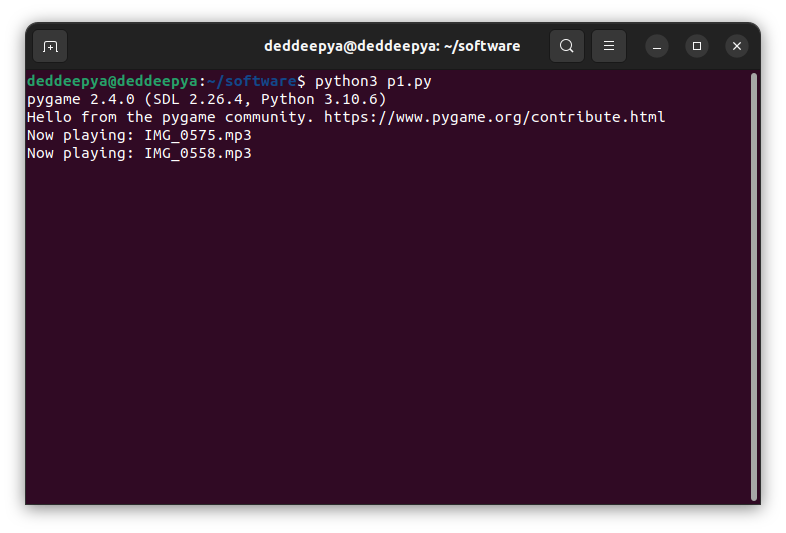 deddeepya@deddeepya: ~/software
deddeepya@deddeepya:~/software$ python3 p1.py
pygame 2.4.0 (SDL 2.26.4, Python 3.10.6)
Hello from the pygame community. https://www.pygame.org/contribute.html
Now playing: IMG_0575.mp3
Now playing: IMG_0558.mp3